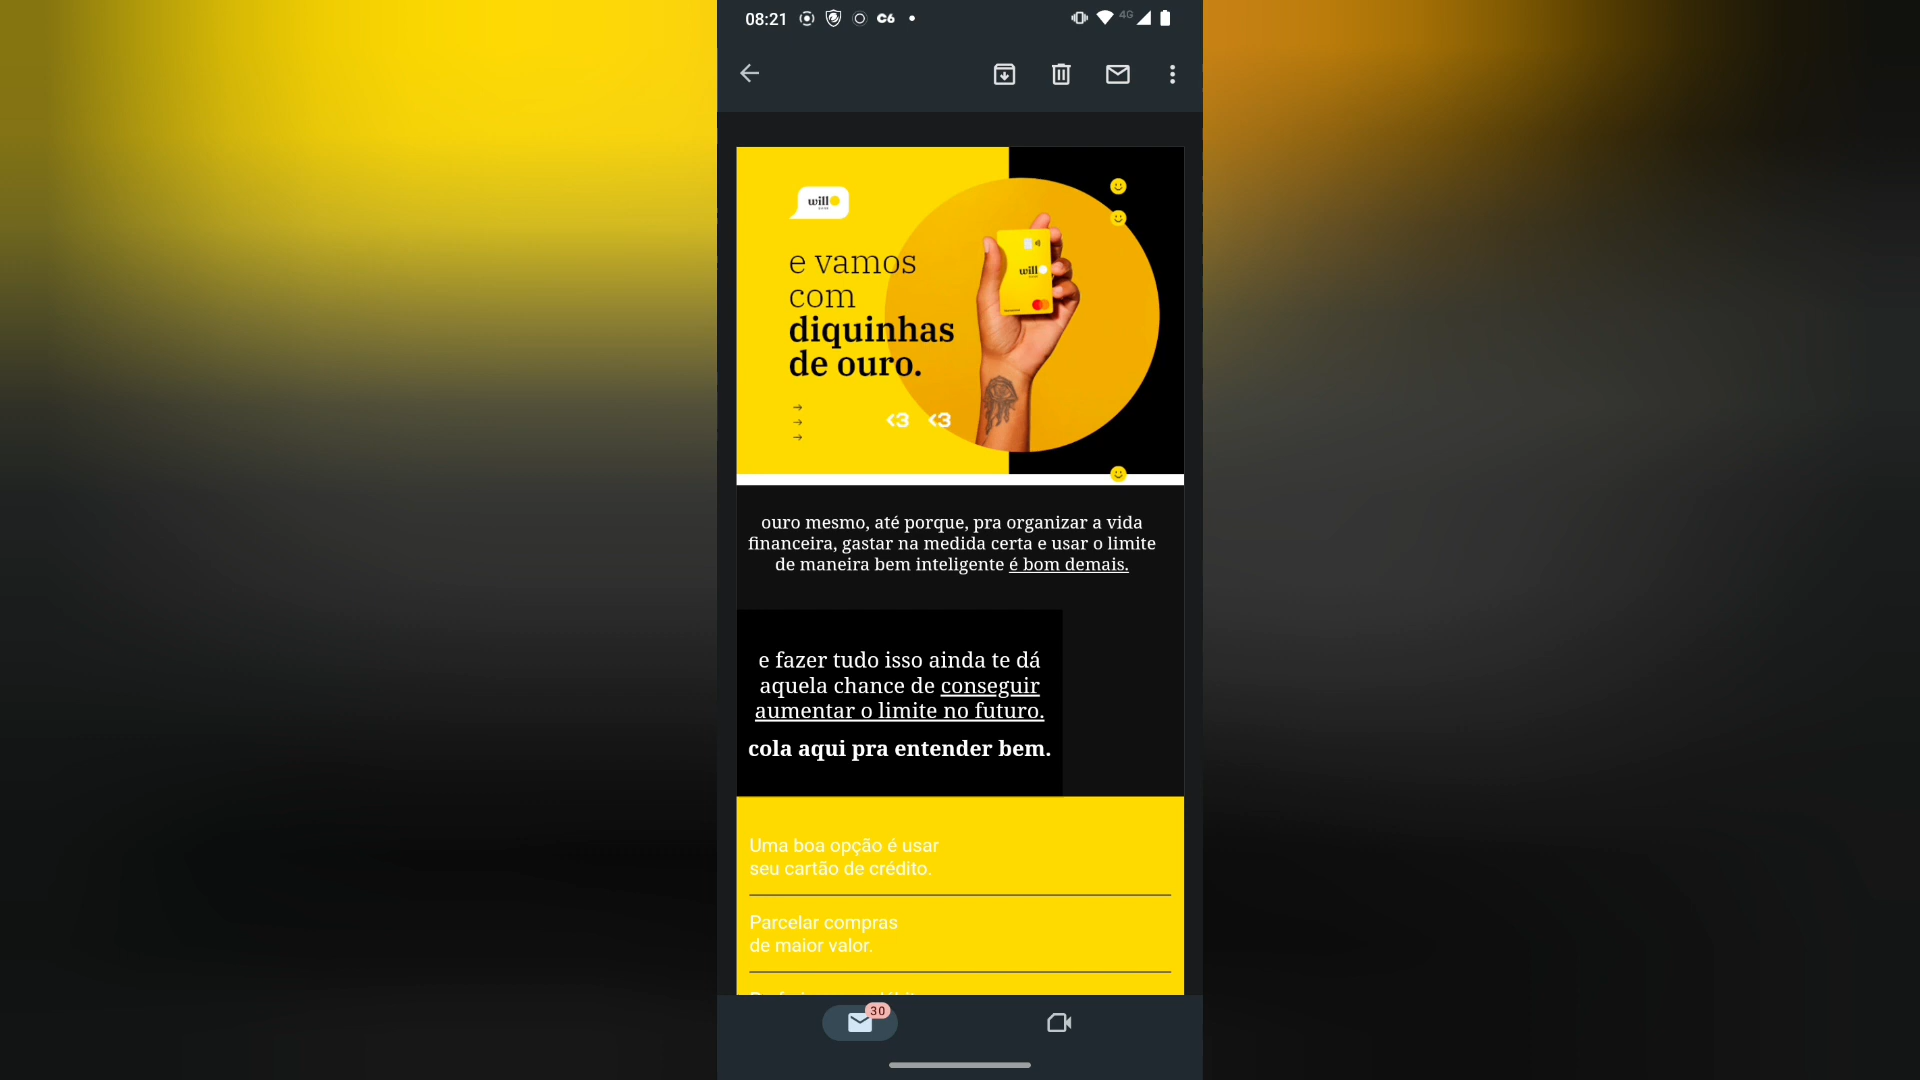 08:21
C6
4G
will
e vamos
com
diquinhas
de ouro.
will
<3 <3
ouro mesmo, até porque, pra organizar a vida
financeira, gastar na medida certa e usar o limite
de maneira bem inteligente é bom demais.
e fazer tudo isso ainda te dá
aquela chance de conseguir
aumentar o limite no futuro.
cola aqui pra entender bem.
Uma boa opção é usar
seu cartão de crédito.
Parcelar compras
de maior valor.
30